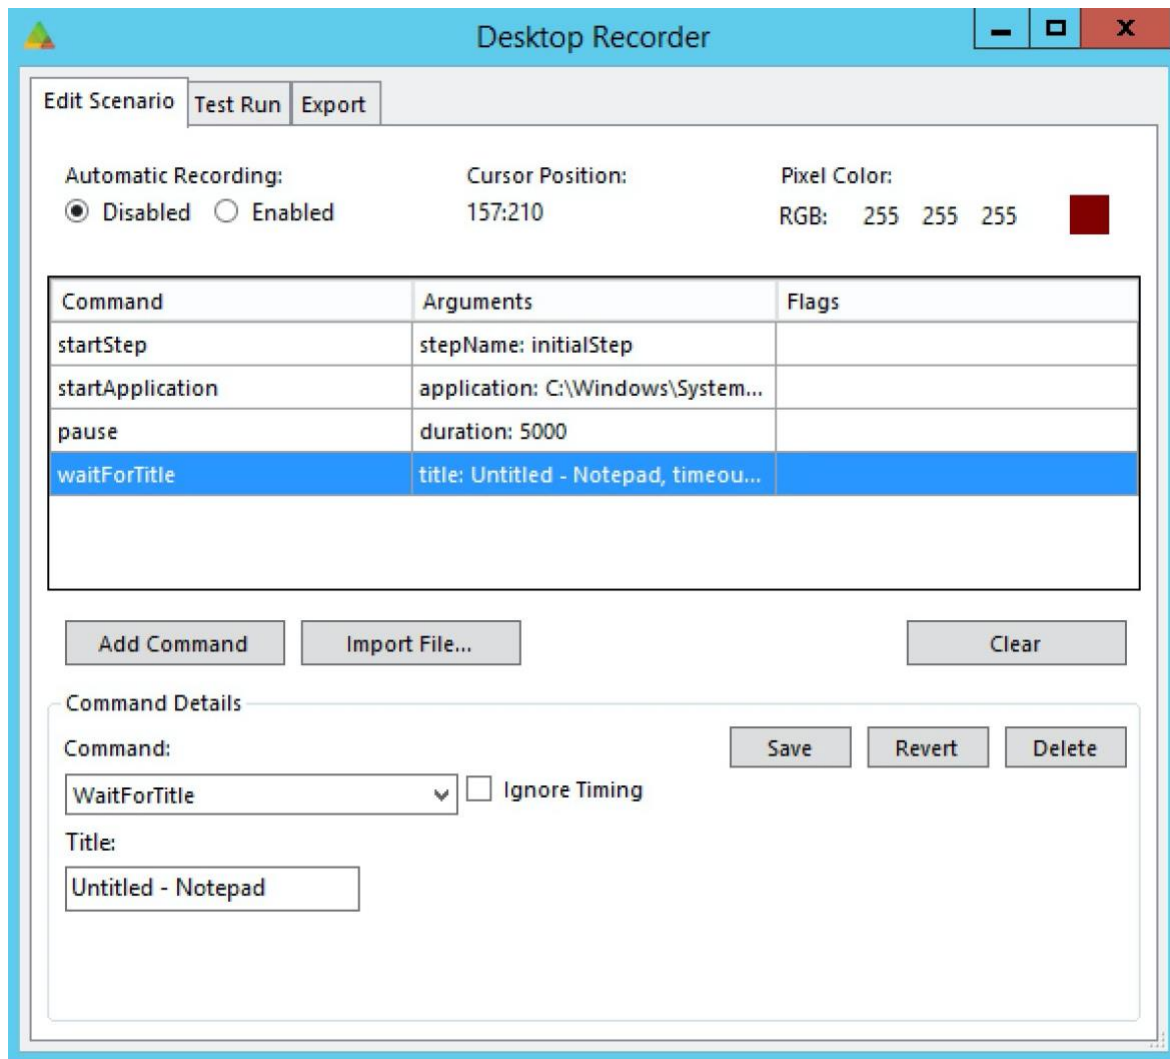 Desktop Recorder
Edit Scenario Test Run Export
Automatic Recording: Cursor Position: Pixel Color:
Disabled Enabled 157:210 RGB: 255 255 255
Command Arguments Flags
startStep stepName: initialStep
startApplication application: C:\Windows\System...
pause duration: 5000
waitForTitle title: Untitled - Notepad, timeou...
Add Command Import File... Clear
Command Details
Command: Save Revert Delete
WaitForTitle Ignore Timing
Title:
Untitled - Notepad